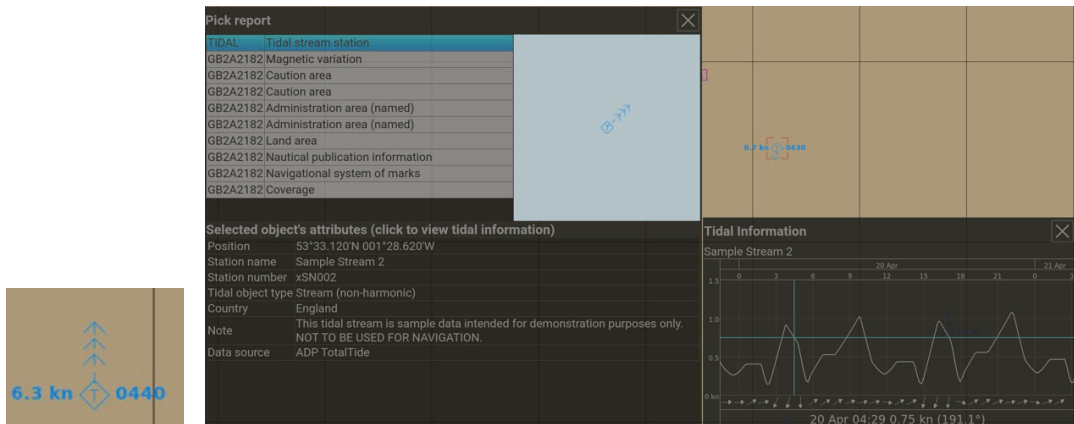 6.3 kn T 0440
Pick report
TIDAL Tidal stream station
GB2A2182 Magnetic variation
GB2A2182 Caution area
GB2A2182 Caution area
GB2A2182 Administration area (named)
GB2A2182 Administration area (named)
GB2A2182 Land area
GB2A2182 Nautical publication information
GB2A2182 Navigational system of marks
GB2A2182 Coverage
Selected object's attributes (click to view tidal information)
Position 53°33.120'N 001°28.620'W
Station name Sample Stream 2
Station number xSN002
Tidal object type Stream (non-harmonic)
Country England
Note This tidal stream is sample data intended for demonstration purposes only.
NOT TO BE USED FOR NAVIGATION.
Data source ADP TotalTide
0.7 kn T 0430
Tidal Information
Sample Stream 2
20 Apr 21 Apr
0 3 6 9 12 15 18 21 0 3
1.5
1.0
0.5
0 kn
20 Apr 04:29 0.75 kn (191.1°)